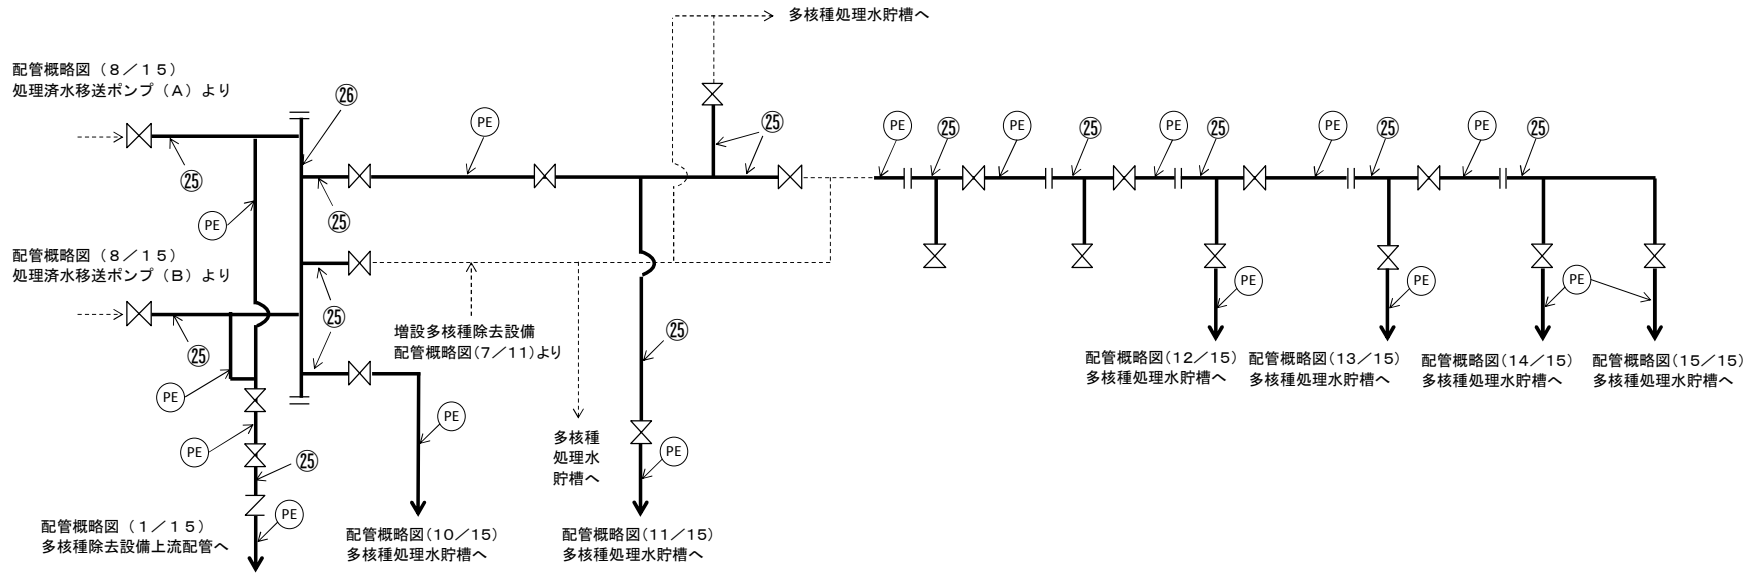 多核種処理水貯槽へ
配管概略図（８／１５）
処理済水移送ポンプ（Ａ）より
㉖
PE
㉕
PE
㉕
PE
㉕
PE
㉕
PE
㉕
PE
㉕
㉕
PE
㉕
配管概略図（８／１５）
処理済水移送ポンプ（Ｂ）より
㉕
㉕
増設多核種除去設備
配管概略図(７/１１)より
㉕
PE
PE
PE
配管概略図(１２／１５)
多核種処理水貯槽へ
配管概略図(１３／１５)
多核種処理水貯槽へ
配管概略図(１４／１５)
多核種処理水貯槽へ
配管概略図(１５／１５)
多核種処理水貯槽へ
PE
PE
PE
㉕
多核種
処理水
貯槽へ
PE
PE
配管概略図（１／１５）
多核種除去設備上流配管へ
配管概略図(１０／１５)
多核種処理水貯槽へ
配管概略図(１１／１５)
多核種処理水貯槽へ